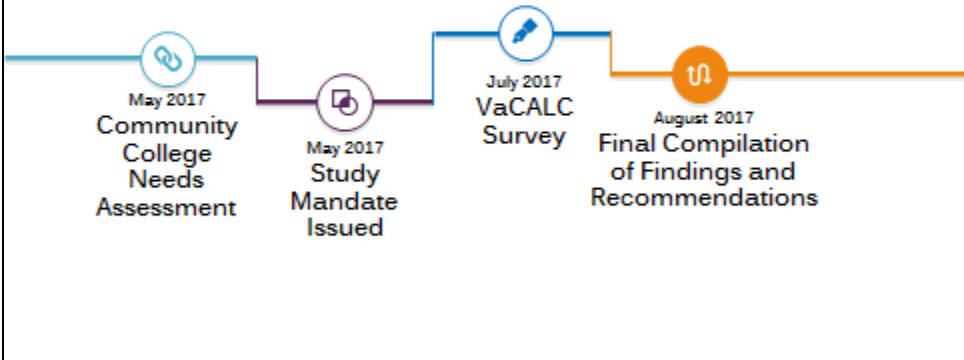 May 2017
Community
College
Needs
Assessment
May 2017
Study
Mandate
Issued
July 2017
VaCALC
Survey
August 2017
Final Compilation
of Findings and
Recommendations